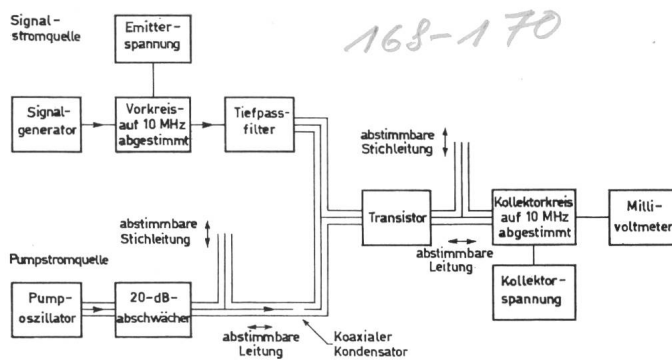 168-170
Signal-
stromquelle
Emitter-
spannung
Signal-
generator
Vorkreis-
auf 10 MHz
abgestimmt
Tiefpass-
filter
abstimmbare
Stichleitung
Transistor
Kollektorkreis
auf 10 MHz
abgestimmt
Milli-
voltmeter
abstimmbare
Leitung
Kollektor-
spannung
abstimmbare
Stichleitung
Pumpstromquelle
Pump-
oszillator
20-dB-
abschwächer
abstimmbare
Leitung
Koaxialer
Kondensator